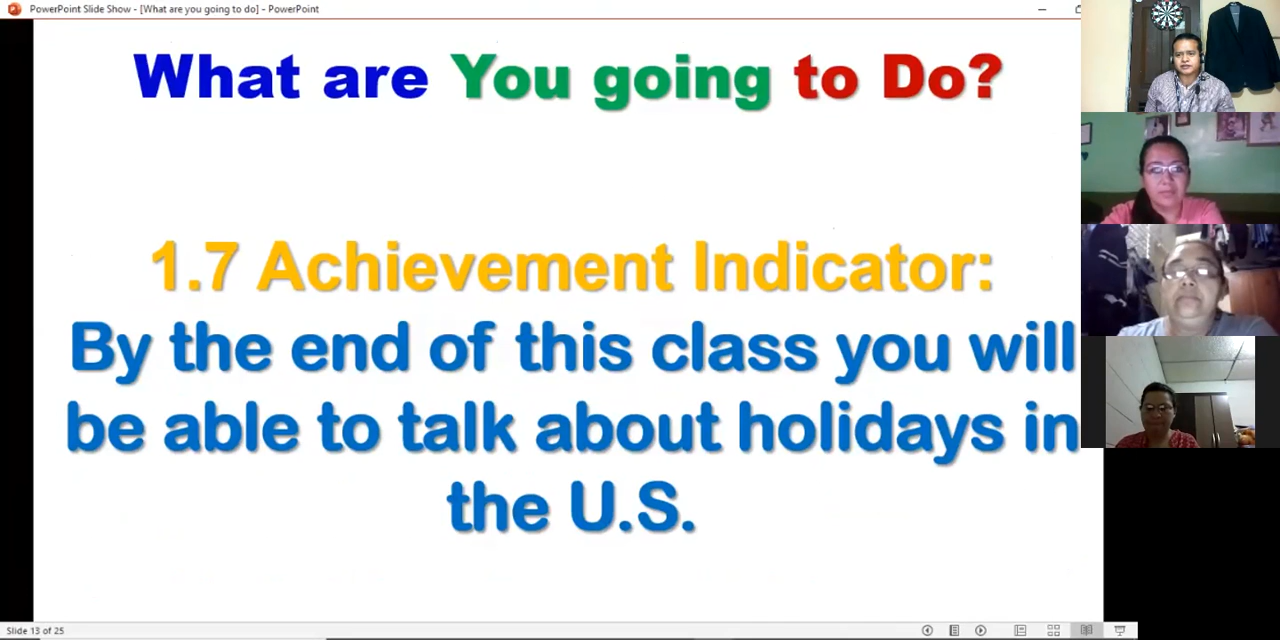 PowerPoint Slide Show - [What are you going to do] - PowerPoint
What are You going to Do?
1.7 Achievement Indicator:
By the end of this class you will
be able to talk about holidays in
the U.S.
Slide 13 of 25